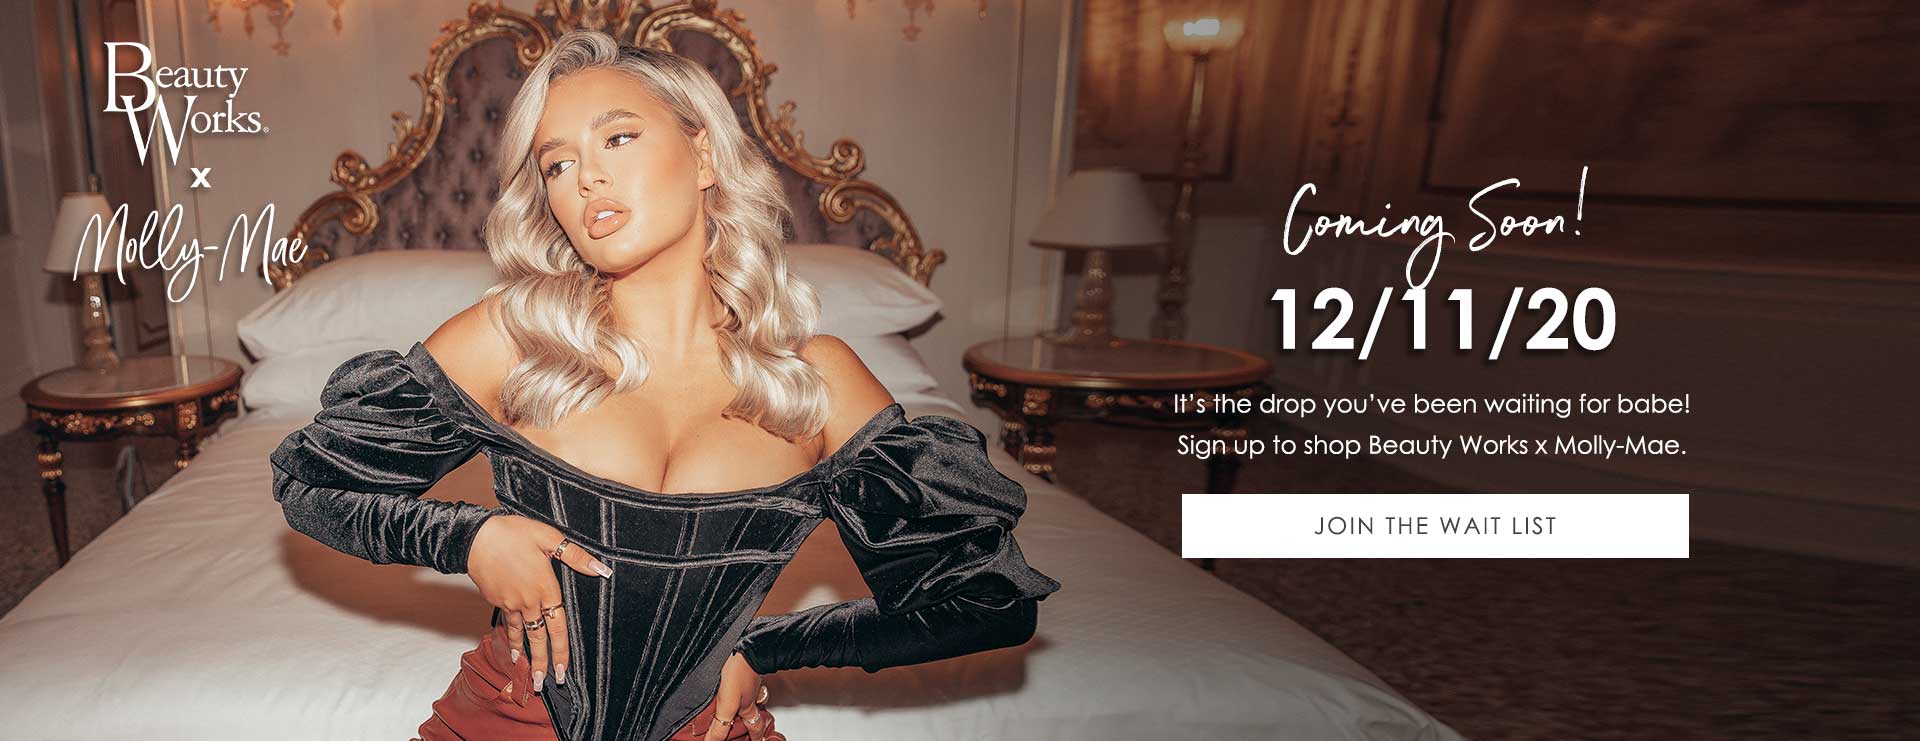 Beauty
Works®
x
Molly-Mae
Coming Soon!
12/11/20
It's the drop you've been waiting for babe!
Sign up to shop Beauty Works x Molly-Mae.
JOIN THE WAIT LIST